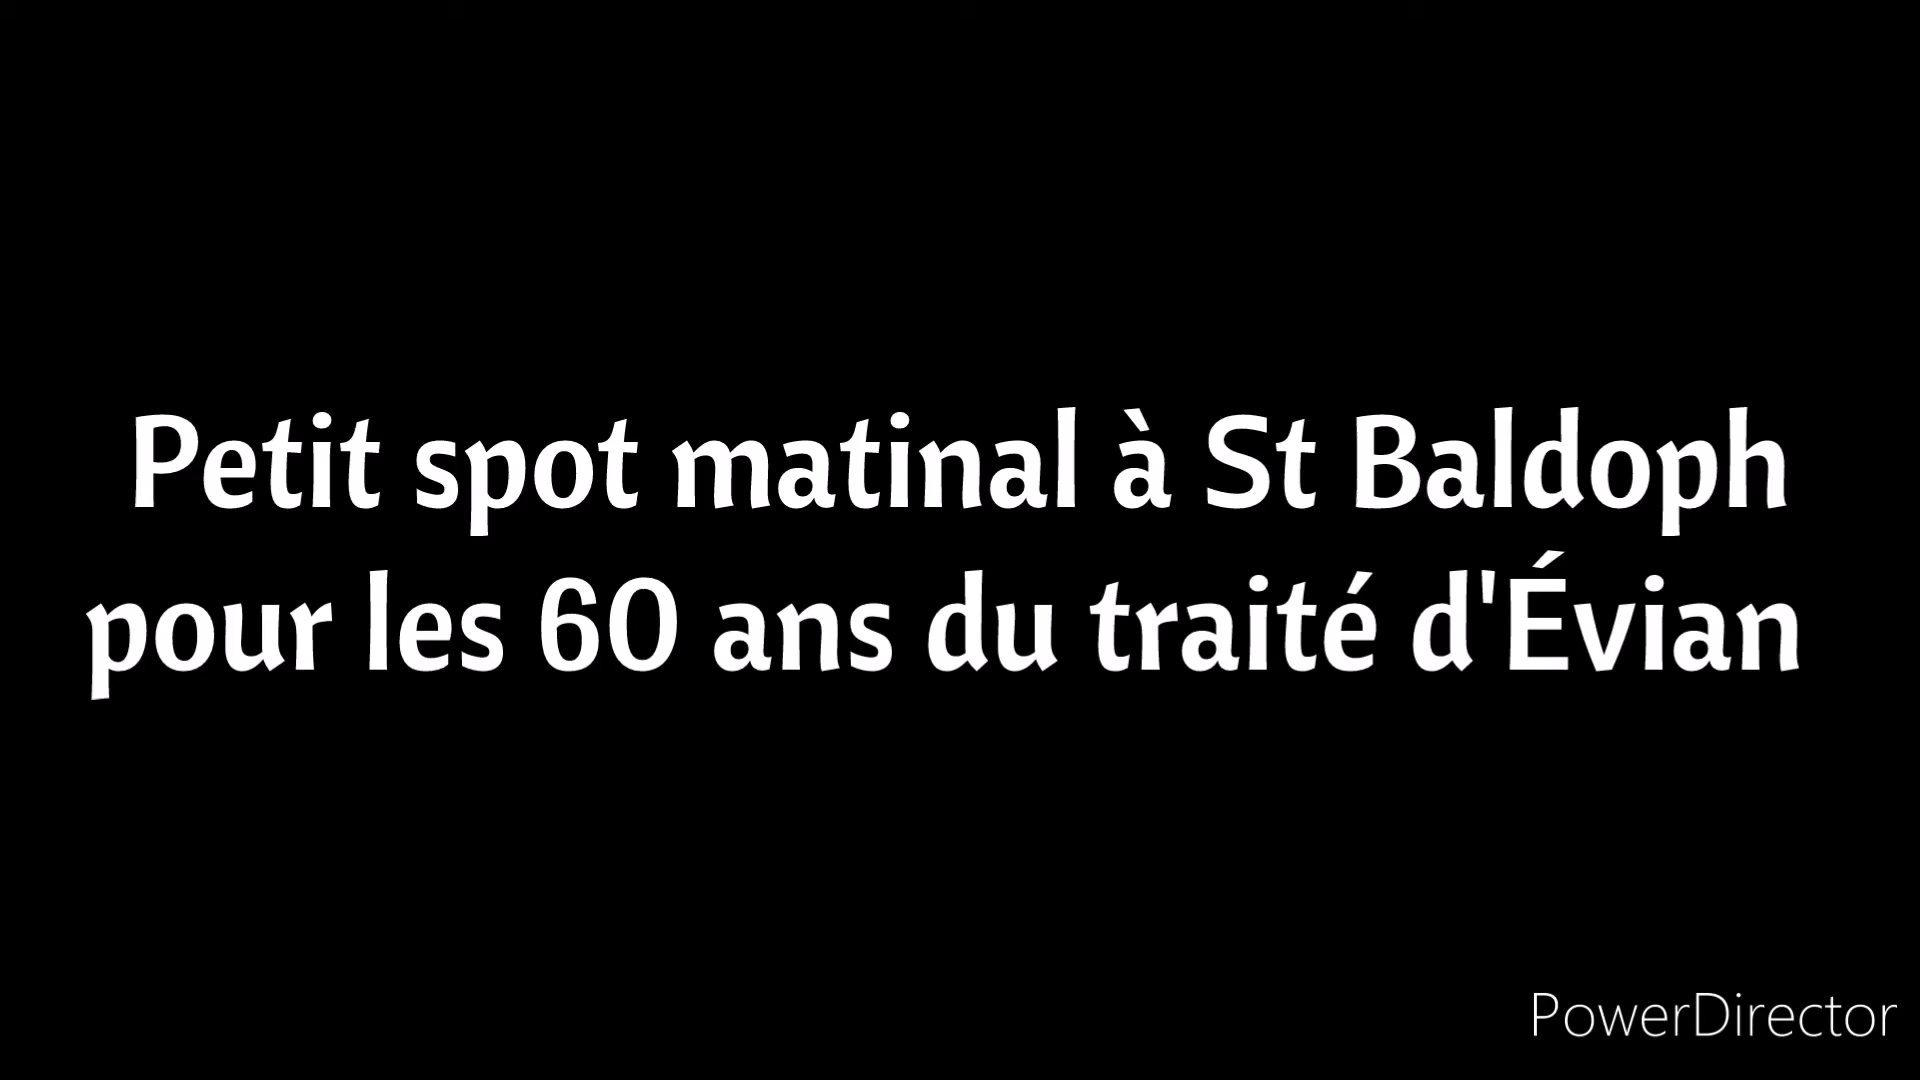 Petit spot matinal à St Baldoph
pour les 60 ans du traité d'Évian
PowerDirector